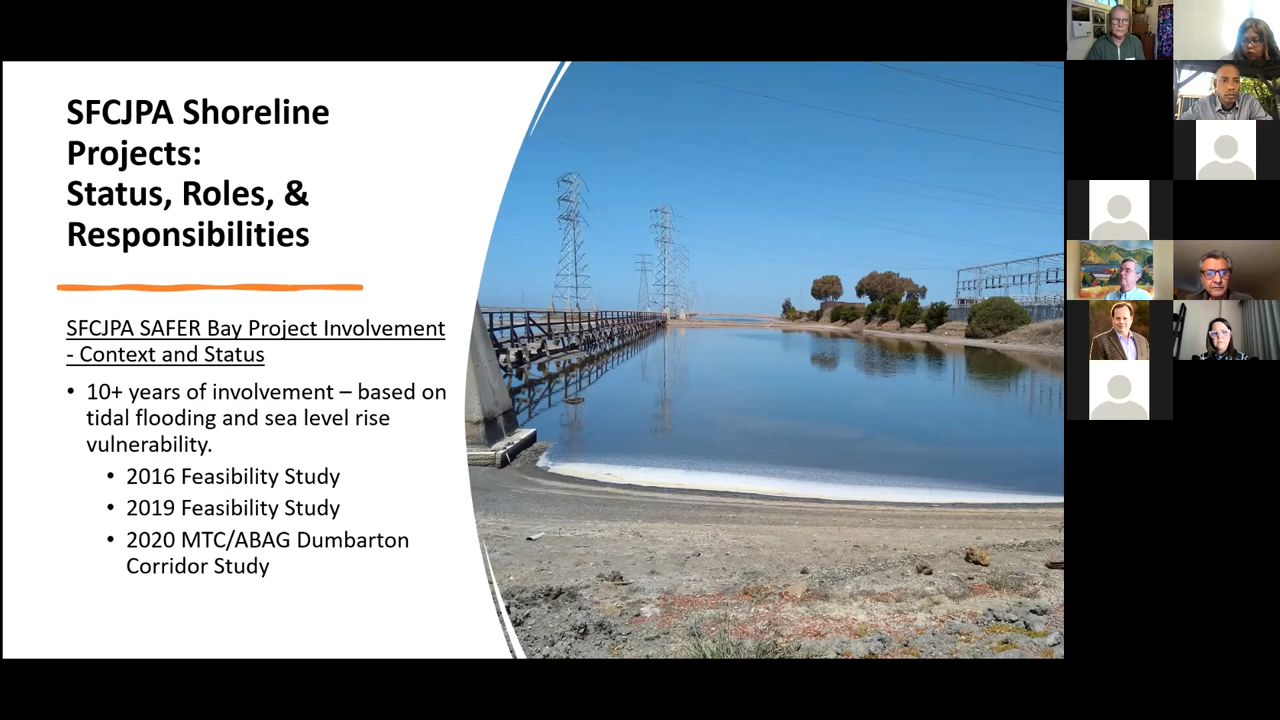 SFCJPA Shoreline
Projects:
Status, Roles, &
Responsibilities
SFCJPA SAFER Bay Project Involvement
- Context and Status
• 10+ years of involvement – based on
tidal flooding and sea level rise
vulnerability.
• 2016 Feasibility Study
• 2019 Feasibility Study
• 2020 MTC/ABAG Dumbarton
Corridor Study